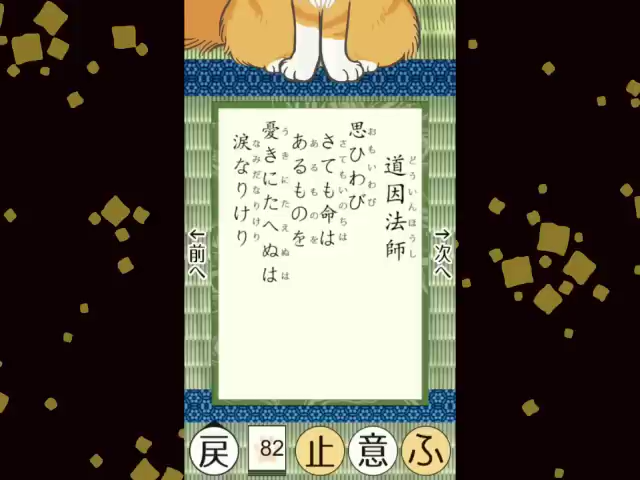 道因法師
どういんほうし
思ひわび
おもいわび
さても命は
さてもいのちは
あるものを
あるものを
憂きにたへぬは
うきにたえぬは
涙なりけり
なみだなりけり
→次へ
←前へ
戻
82
止
意
ふ